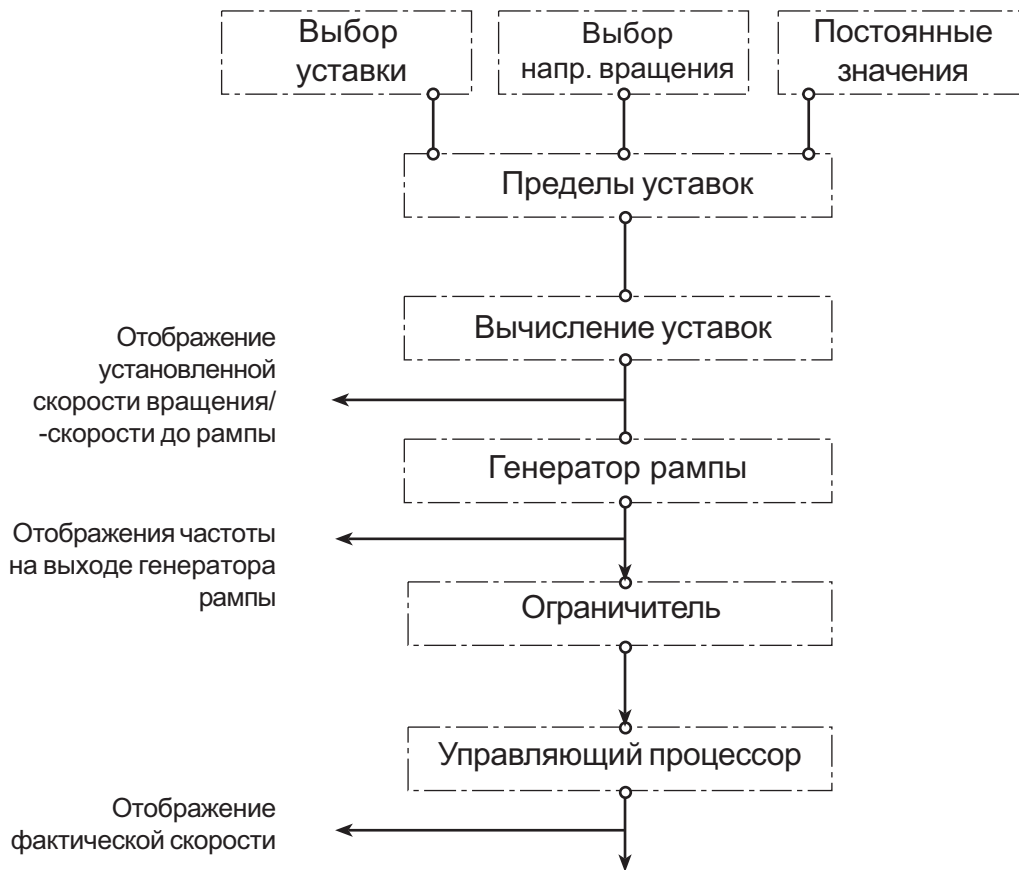 Выбор
уставки
Выбор
напр. вращения
Постоянные
значения
Пределы уставок
Вычисление уставок
Отображение
установленной
скорости вращения/
-скорости до рампы
Генератор рампы
Отображения частоты
на выходе генератора
рампы
Ограничитель
Управляющий процессор
Отображение
фактической скорости